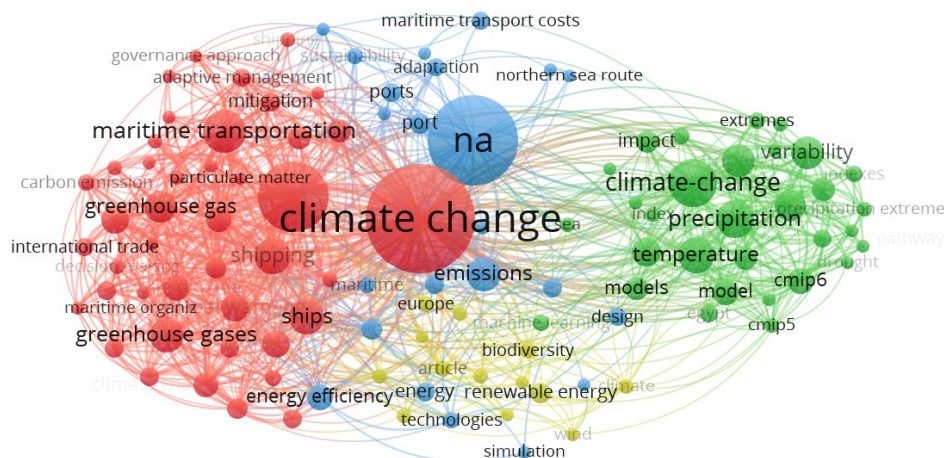 maritime transport costs
shipping
governance approach
sustainability
adaptation
northern sea route
adaptive management
mitigation
ports
port
na
extremes
impact
variability
maritime transportation
particulate matter
carbon emission
climate-change
indexes
greenhouse gas
climate change
index
precipitation
precipitation extreme
sea
pathway
international trade
shipping
temperature
decision making
emissions
drought
maritime
models
model
cmip6
maritime organiz
europe
ships
design
egypt
greenhouse gases
machine learning
cmip5
biodiversity
article
climate
energy efficiency
energy
renewable energy
technologies
wind
simulation